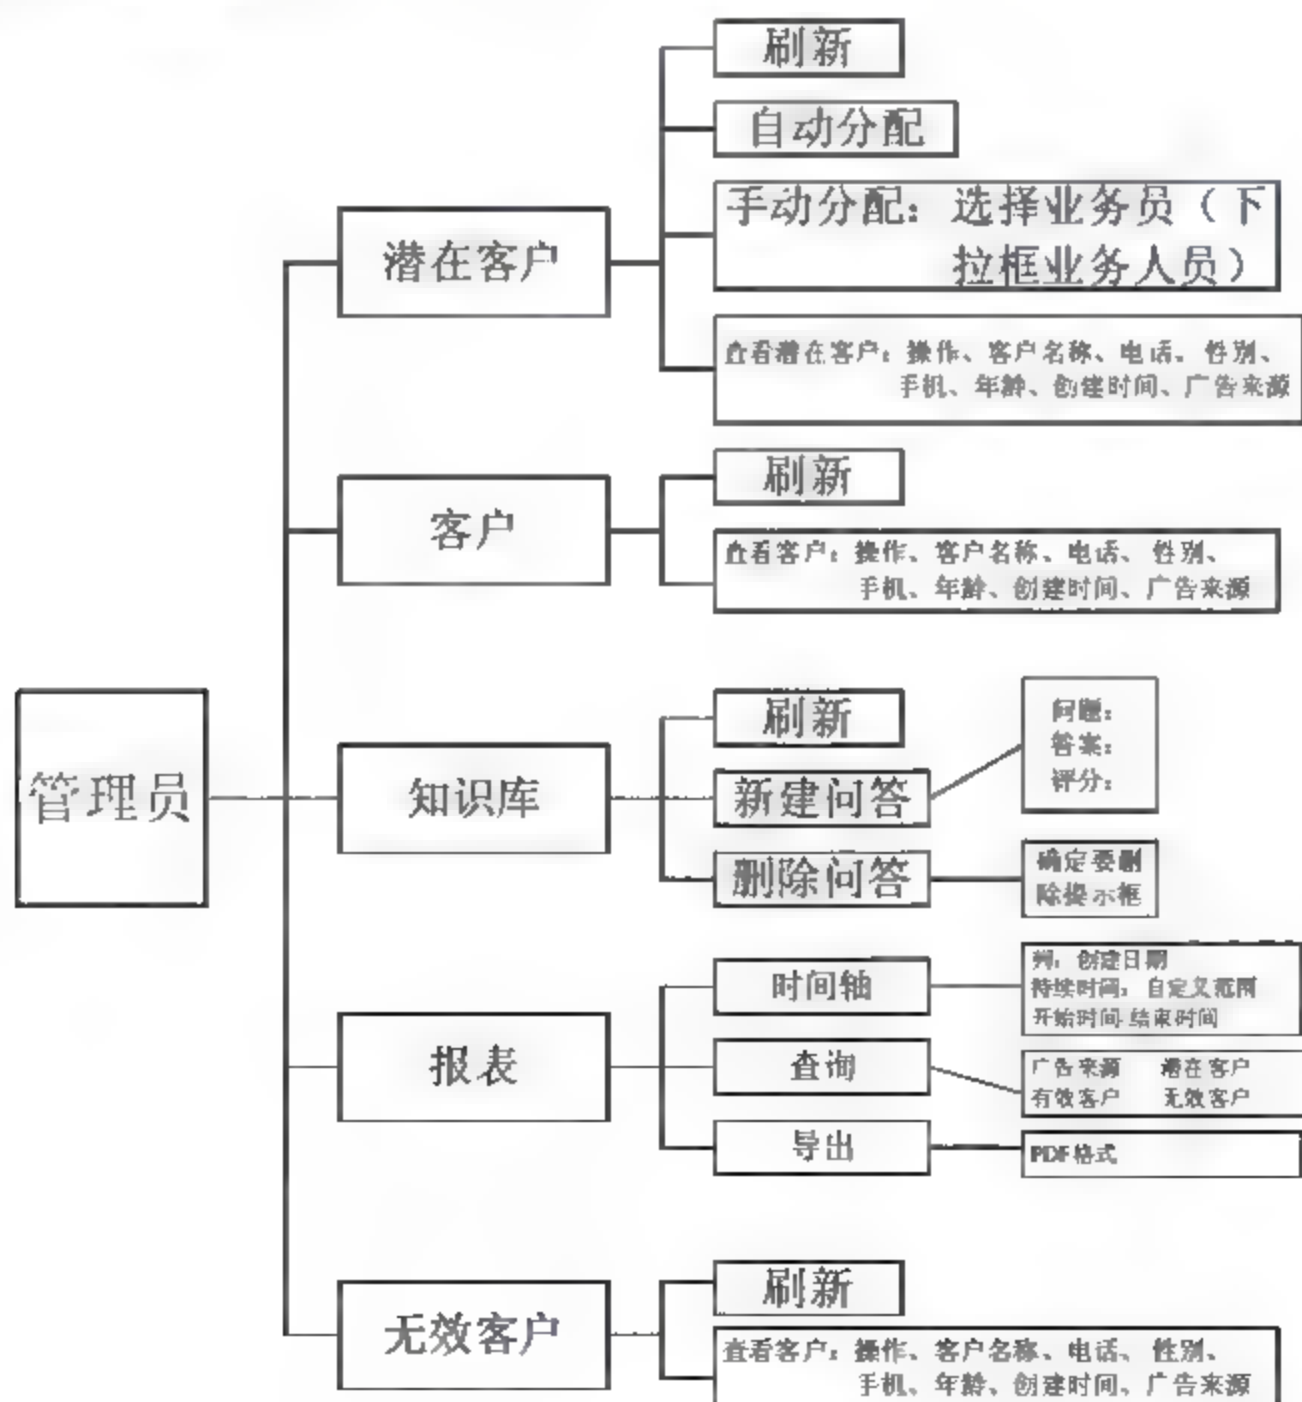 管理员
潜在客户
刷新
自动分配
手动分配：选择业务员（下
拉框业务人员）
查看潜在客户：操作、客户名称、电话、性别、
手机、年龄、创建时间、广告来源
客户
刷新
查看客户：操作、客户名称、电话、性别、
手机、年龄、创建时间、广告来源
知识库
刷新
新建问答
问题：
答案：
评分：
删除问答
确定要删
除提示框
报表
时间轴
列：创建日期
持续时间：自定义范围
开始时间-结束时间
查询
广告来源 潜在客户
有效客户 无效客户
导出
PDF格式
无效客户
刷新
查看客户：操作、客户名称、电话、性别、
手机、年龄、创建时间、广告来源